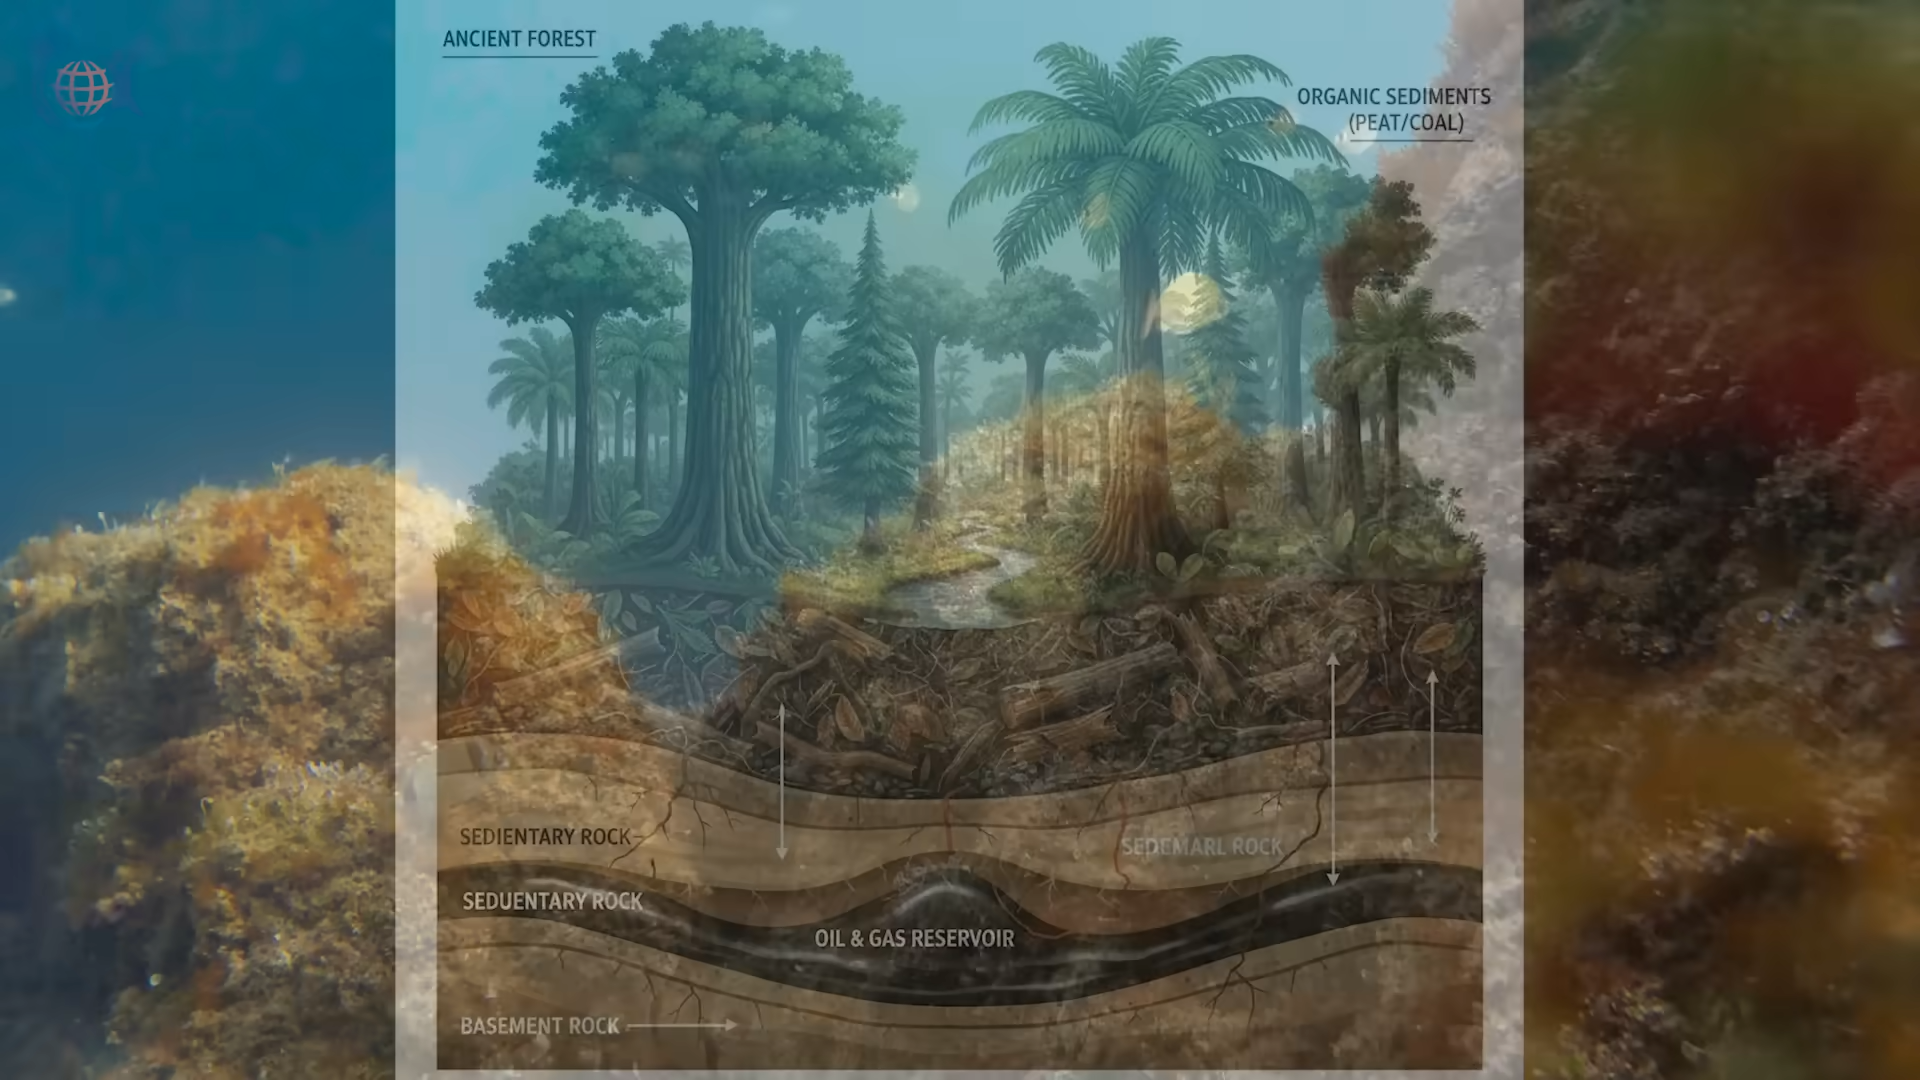 ANCIENT FOREST
ORGANIC SEDIMENTS
(PEAT/COAL)
SEDIENTARY ROCK
SEDEMARL ROCK
SEDUENTARY ROCK
OIL & GAS RESERVOIR
BASEMENT ROCK